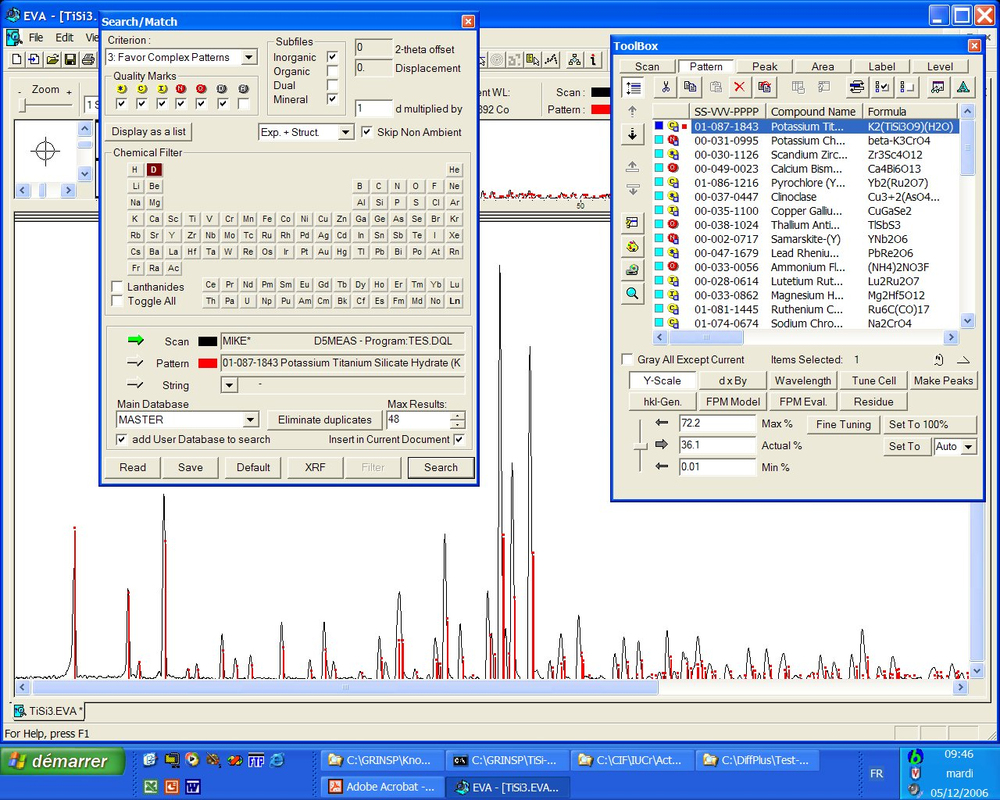 EVA - [TiSi3.
File Edit Vie
Zoom
- +
1 S
Search/Match
Criterion :
3: Favor Complex Patterns
Quality Marks
Subfiles
Inorganic
Organic
Dual
Mineral
0 2-theta offset
0. Displacement
1 d multiplied by
Display as a list
Exp. + Struct.
Skip Non Ambient
Chemical Filter
H D He
Li Be B C N O F Ne
Na Mg Al Si P S Cl Ar
K Ca Sc Ti V Cr Mn Fe Co Ni Cu Zn Ga Ge As Se Br Kr
Rb Sr Y Zr Nb Mo Tc Ru Rh Pd Ag Cd In Sn Sb Te I Xe
Cs Ba La Hf Ta W Re Os Ir Pt Au Hg Tl Pb Bi Po At Rn
Fr Ra Ac
Lanthanides Ce Pr Nd Pm Sm Eu Gd Tb Dy Ho Er Tm Yb Lu
Toggle All Th Pa U Np Pu Am Cm Bk Cf Es Fm Md No Ln
Scan MIKE* D5MEAS - Program:TES.DQL
Pattern 01-087-1843 Potassium Titanium Silicate Hydrate (K
String -
Main Database
MASTER
Eliminate duplicates
Max Results:
48
add User Database to search
Insert in Current Document
Read Save Default XRF Filter Search
ent WL:
392 Co
Scan :
Pattern :
50
ToolBox
Scan Pattern Peak Area Label Level
SS-VVV-PPPP Compound Name Formula
01-087-1843 Potassium Tit... K2(TiSi3O9)(H2O)
00-031-0995 Potassium Ch... beta-K3CrO4
00-030-1126 Scandium Zirc... Zr3Sc4O12
00-049-0023 Calcium Bism... Ca4Bi6O13
01-086-1216 Pyrochlore (Y... Yb2(Ru2O7)
00-037-0447 Clinoclase Cu3+2(AsO4...
00-035-1100 Copper Galliu... CuGaSe2
00-038-1024 Thallium Anti... TlSbS3
00-002-0717 Samarskite-(Y) YNb2O6
00-047-1679 Lead Rheniu... PbRe2O6
00-033-0056 Ammonium Fl... (NH4)2NO3F
00-028-0614 Lutetium Rut... Lu2Ru2O7
00-033-0862 Magnesium H... Mg2Hf5O12
01-081-1445 Ruthenium C... Ru6C(CO)17
01-074-0674 Sodium Chro... Na2CrO4
Gray All Except Current Items Selected: 1
Y-Scale d x By Wavelength Tune Cell Make Peaks
hkl-Gen. FPM Model FPM Eval. Residue
72.2 Max % Fine Tuning Set To 100%
36.1 Actual % Set To Auto
0.01 Min %
TiSi3.EVA *
For Help, press F1
démarrer
FTP
C:\GRINSP\Kno...
C:\GRINSP\TiSi-...
C:\CIF\IUCr\Act...
C:\DiffPlus\Test-...
Adobe Acrobat -...
EVA - [TiSi3.EVA...
FR
09:46
mardi
05/12/2006